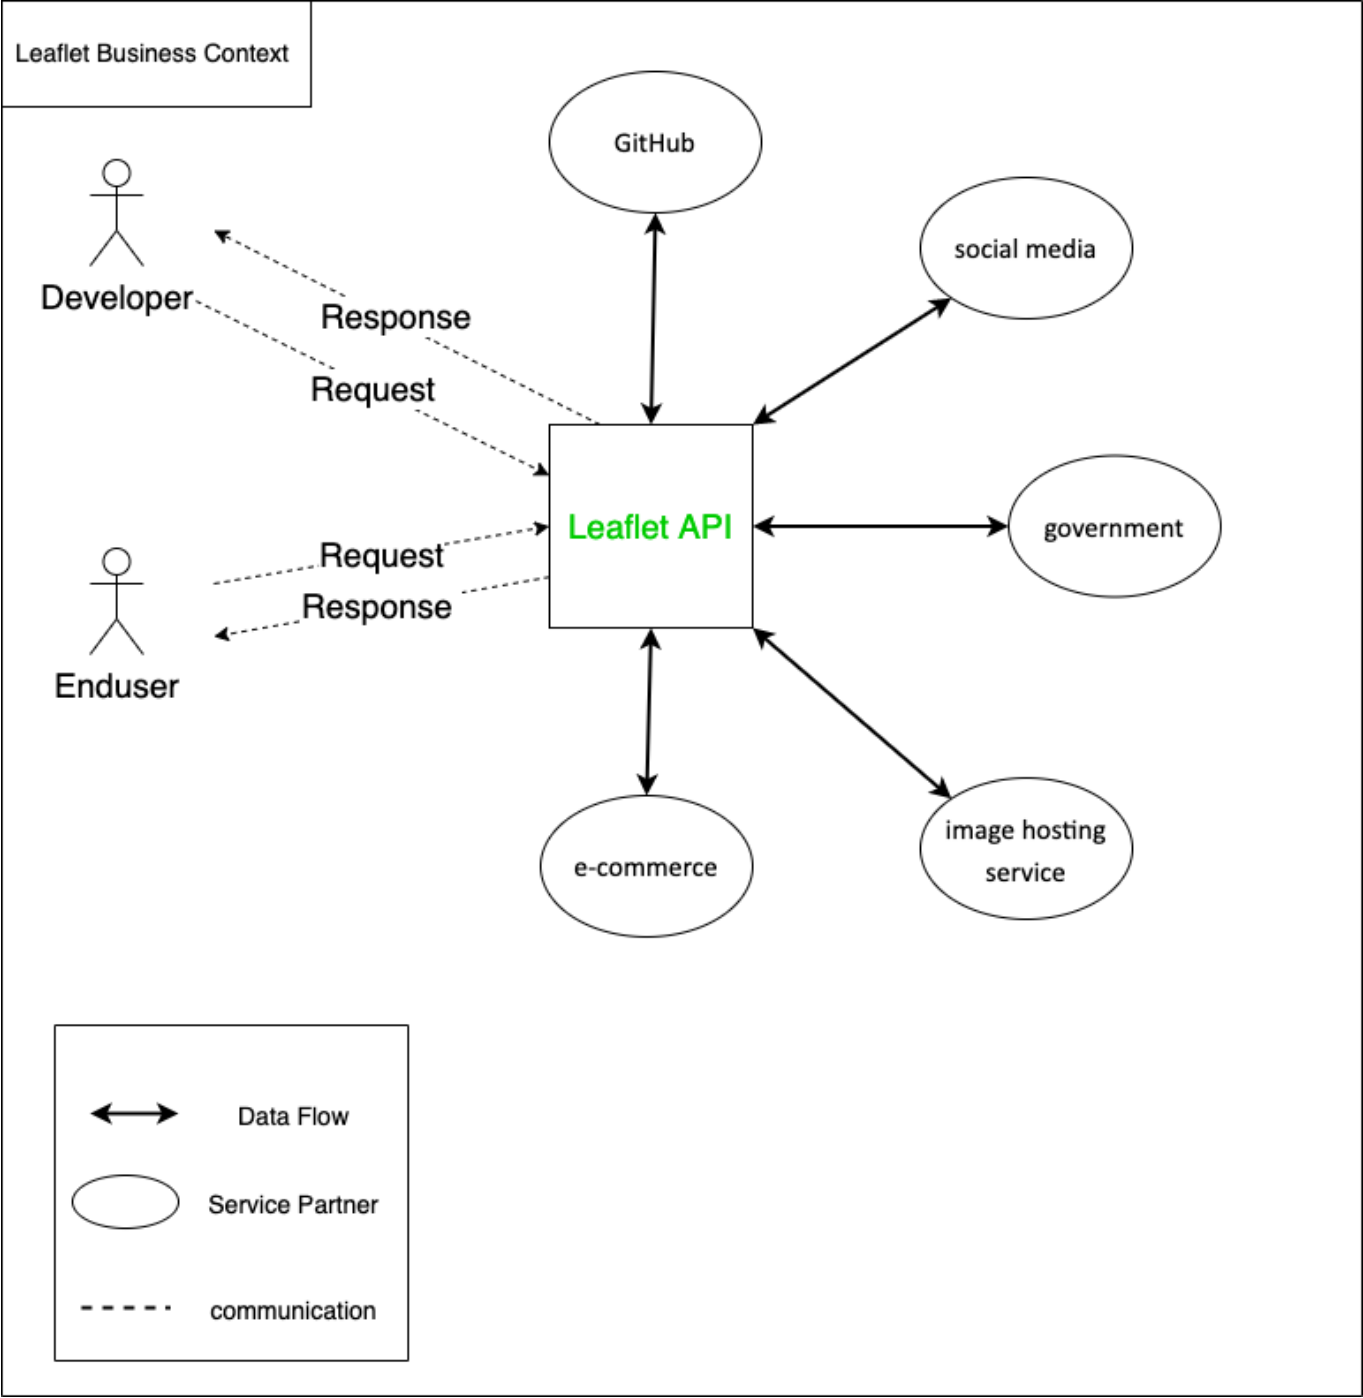 Leaflet Business Context
GitHub
social media
Developer
Response
Request
Leaflet API
government
Request
Response
Enduser
image hosting
service
e-commerce
Data Flow
Service Partner
communication